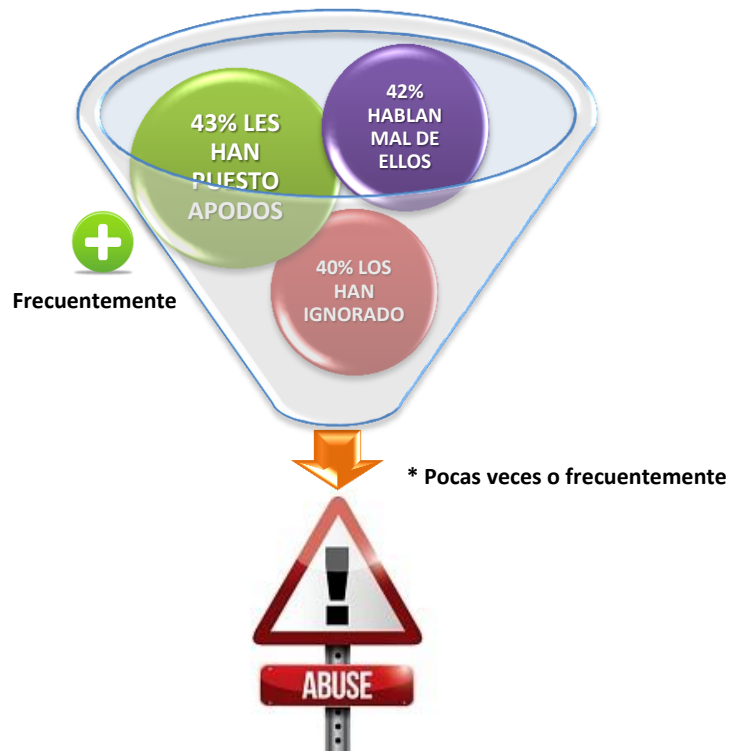 43% LES
HAN
PUESTO
APODOS
42%
HABLAN
MAL DE
ELLOS
40% LOS
HAN
IGNORADO
Frecuentemente
* Pocas veces o frecuentemente
ABUSE